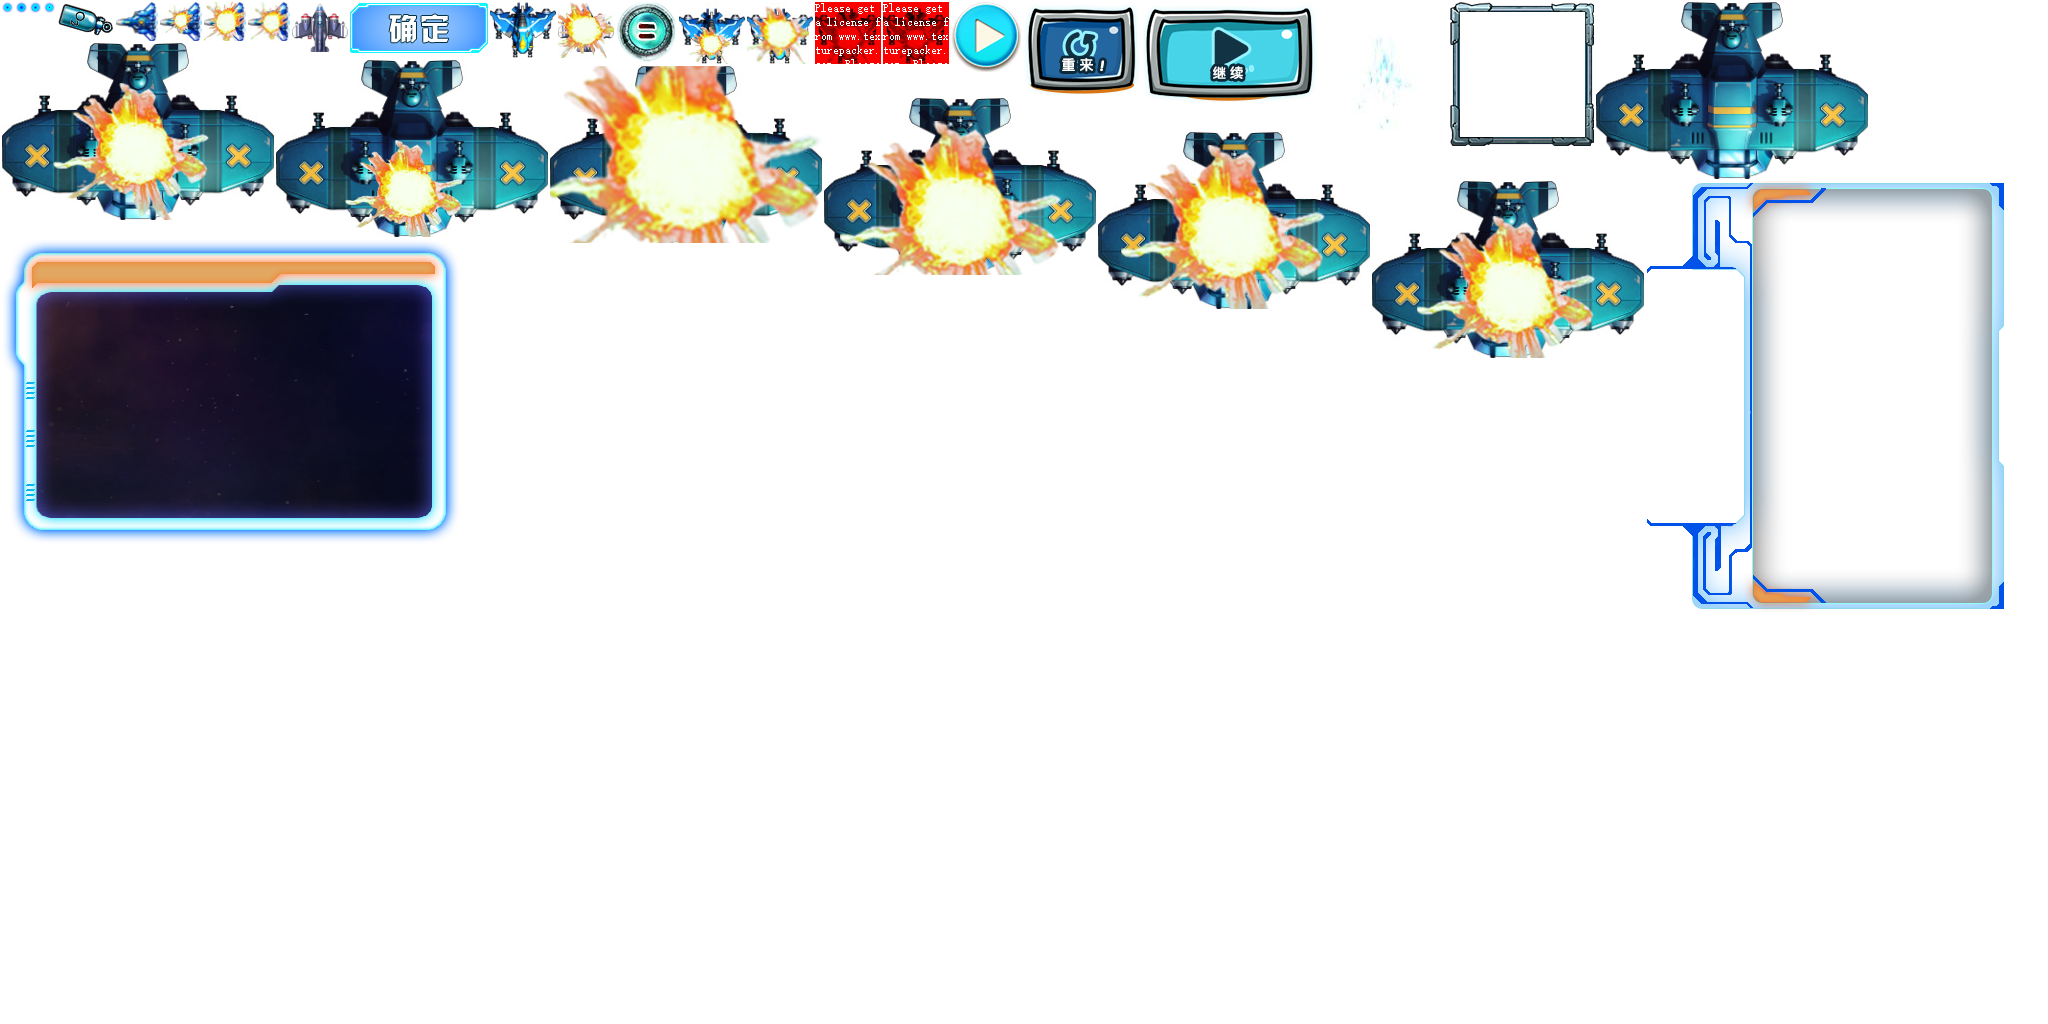 确定
Please get
a license f
rom www.tex
turepacker.
Please get
a license f
rom www.tex
turepacker.
重来!
继续